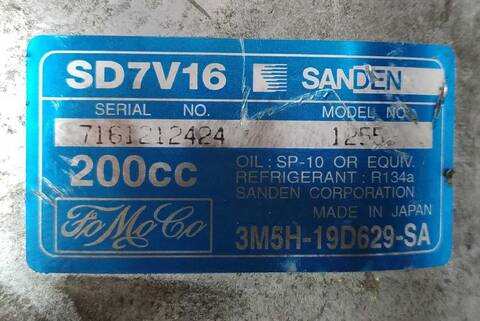 SD7V16 SANDEN
SERIAL NO. MODEL NO.
7161212424 1255
200cc OIL : SP-10 OR EQUIV.
REFRIGERANT : R134a
SANDEN CORPORATION
MADE IN JAPAN
FoMoCo 3M5H-19D629-SA